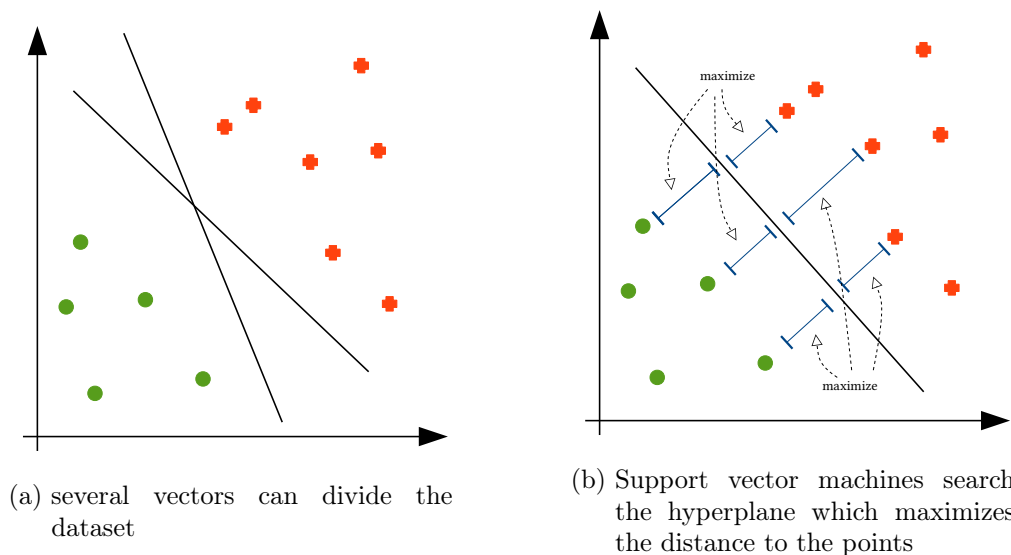 maximize
maximize
(a) several vectors can divide the
dataset
(b) Support vector machines search
the hyperplane which maximizes
the distance to the points